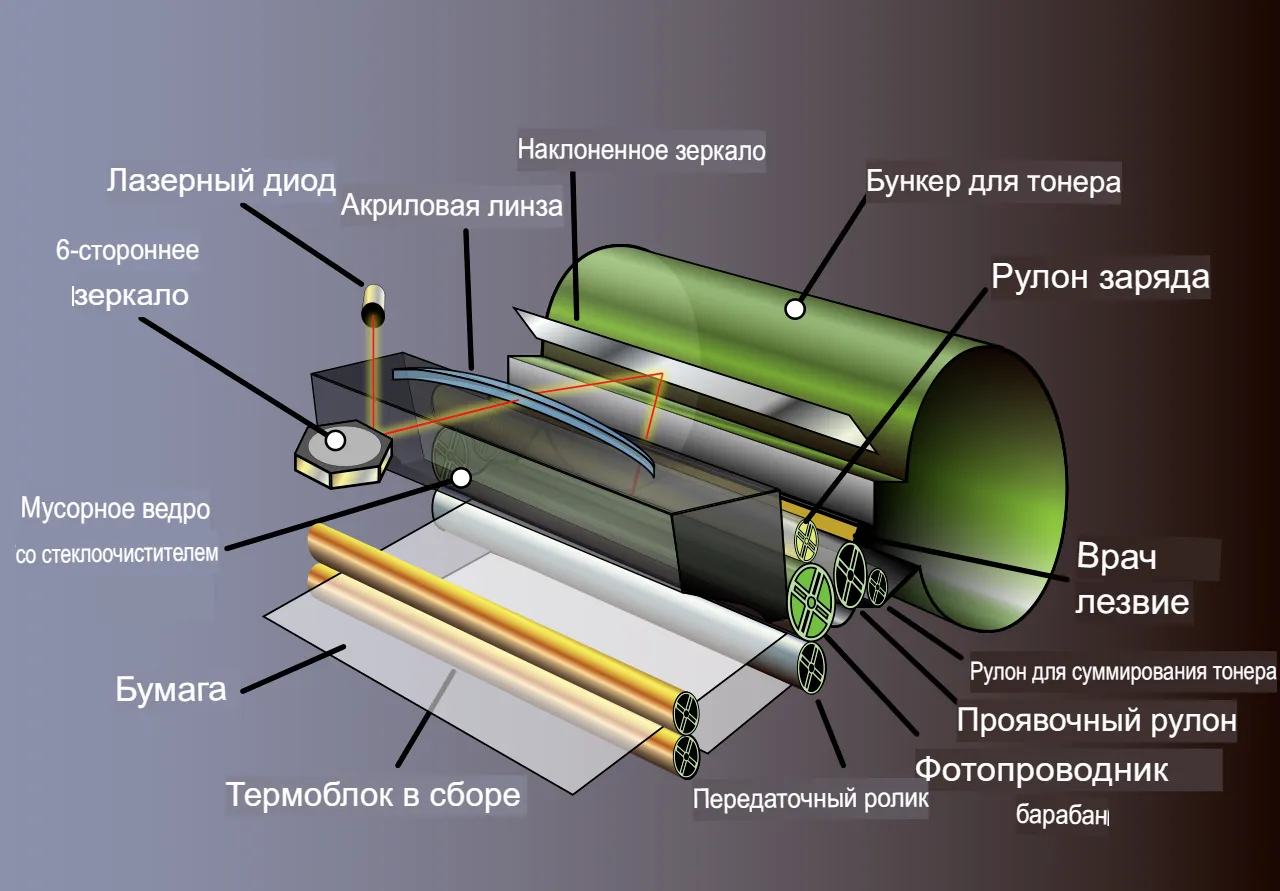 Наклоненное зеркало
Лазерный диод
Бункер для тонера
Акриловая линза
6-стороннее
зеркало
Рулон заряда
Мусорное ведро
со стеклоочистителем
Врач
лезвие
Рулон для суммирования тонера
Бумага
Проявочный рулон
Фотопроводник
барабан
Термоблок в сборе
Передаточный ролик